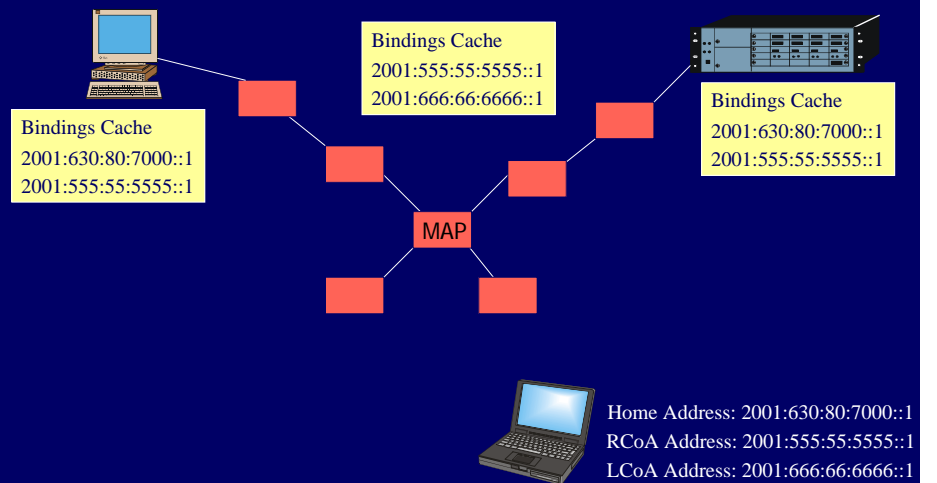 Bindings Cache
2001:555:55:5555::1
2001:666:66:6666::1
Bindings Cache
2001:630:80:7000::1
2001:555:55:5555::1
Bindings Cache
2001:630:80:7000::1
2001:555:55:5555::1
MAP
Home Address: 2001:630:80:7000::1
RCoA Address: 2001:555:55:5555::1
LCoA Address: 2001:666:66:6666::1